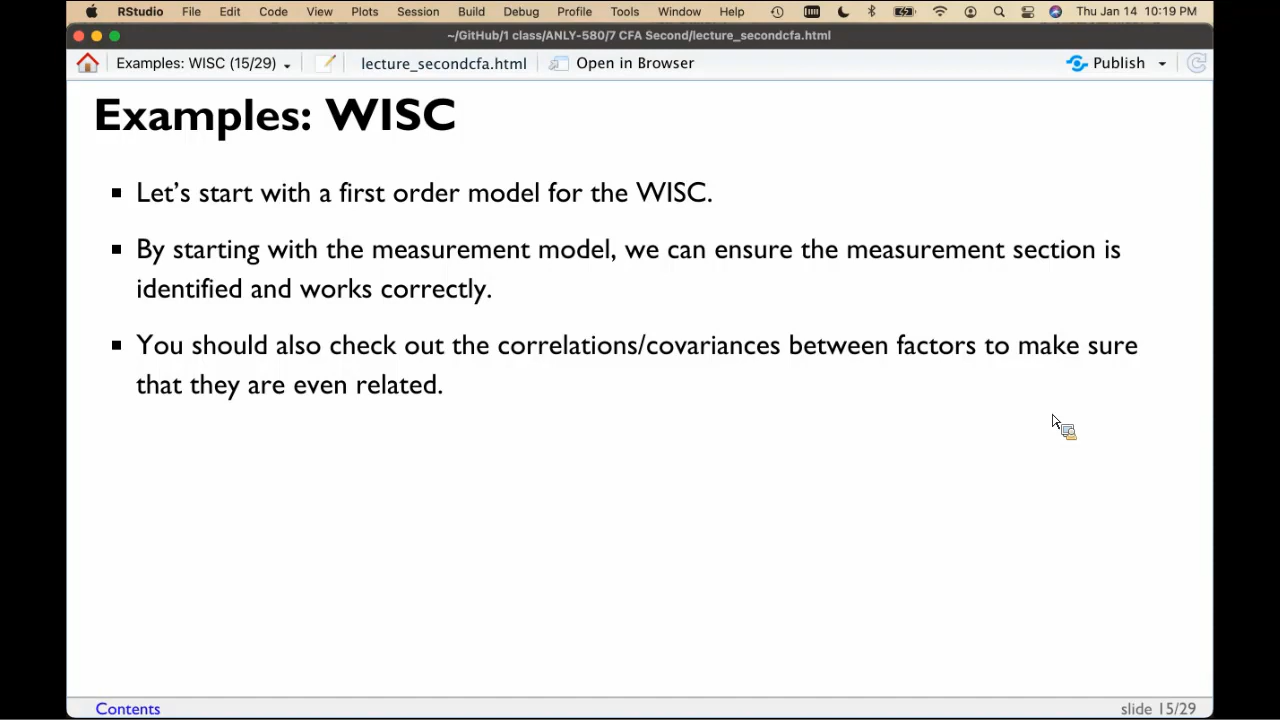 RStudio File Edit Code View Plots Session Build Debug Profile Tools Window Help Thu Jan 14 10:19 PM
~/GitHub/1 class/ANLY-580/7 CFA Second/lecture_secondcfa.html
Examples: WISC (15/29) lecture_secondcfa.html Open in Browser Publish
Examples: WISC
Let's start with a first order model for the WISC.
By starting with the measurement model, we can ensure the measurement section is
identified and works correctly.
You should also check out the correlations/covariances between factors to make sure
that they are even related.
Contents slide 15/29